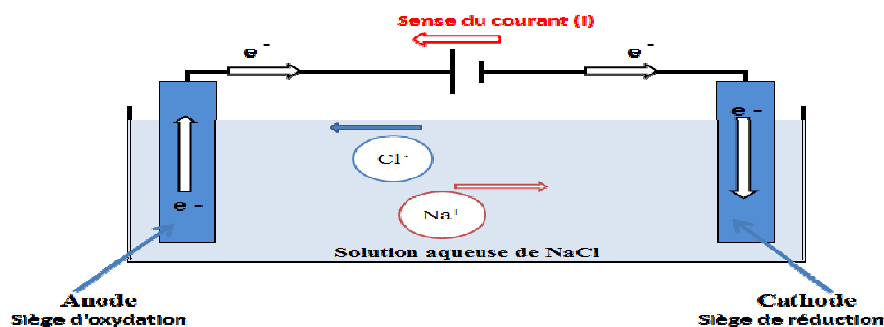 Sense du courant (I)
e -
e -
e -
Cl -
e -
Na+
Solution aqueuse de NaCl
Anode
Siège d'oxydation
Cathode
Siège de réduction